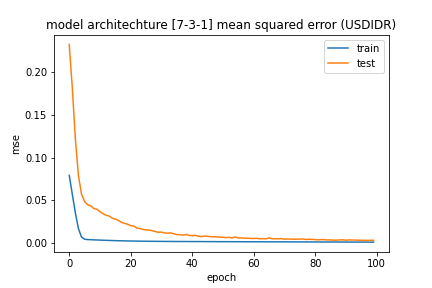 model architechture [7-3-1] mean squared error (USDIDR)
train
test
0.20
0.15
0.10
0.05
0.00
mse
0 20 40 60 80 100
epoch